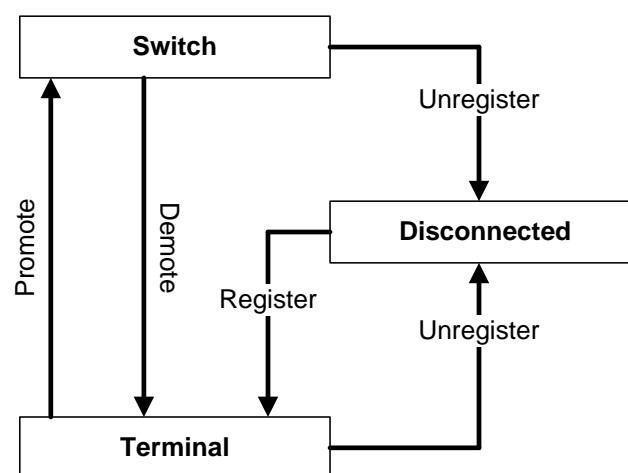 Switch
Unregister
Promote
Demote
Disconnected
Register
Unregister
Terminal